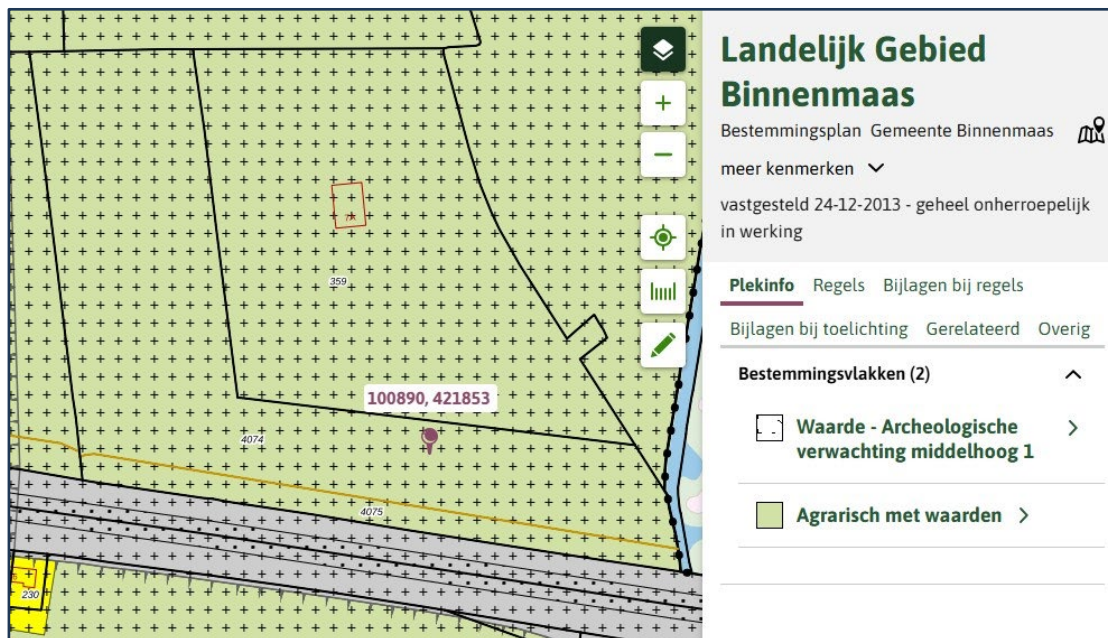 Landelijk Gebied
Binnenmaas
Bestemmingsplan Gemeente Binnenmaas
meer kenmerken
vastgesteld 24-12-2013 - geheel onherroepelijk
in werking
Plekinfo Regels Bijlagen bij regels
Bijlagen bij toelichting Gerelateerd Overig
Bestemmingsvlakken (2)
Waarde - Archeologische
verwachting middelhoog 1
Agrarisch met waarden
359
100890, 421853
4074
4075
230